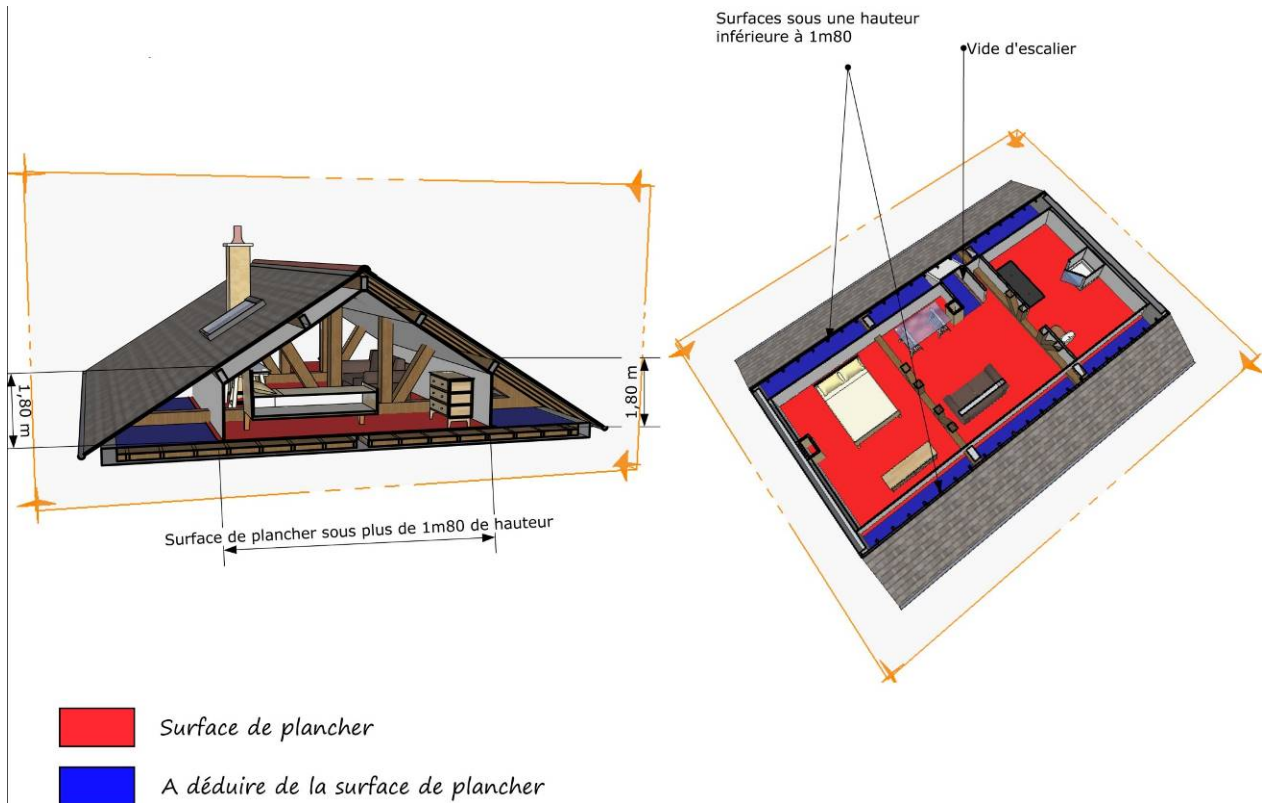 Surfaces sous une hauteur
inférieure à 1m80
Vide d'escalier
1,80 m
1,80 m
Surface de plancher sous plus de 1m80 de hauteur
Surface de plancher
A déduire de la surface de plancher